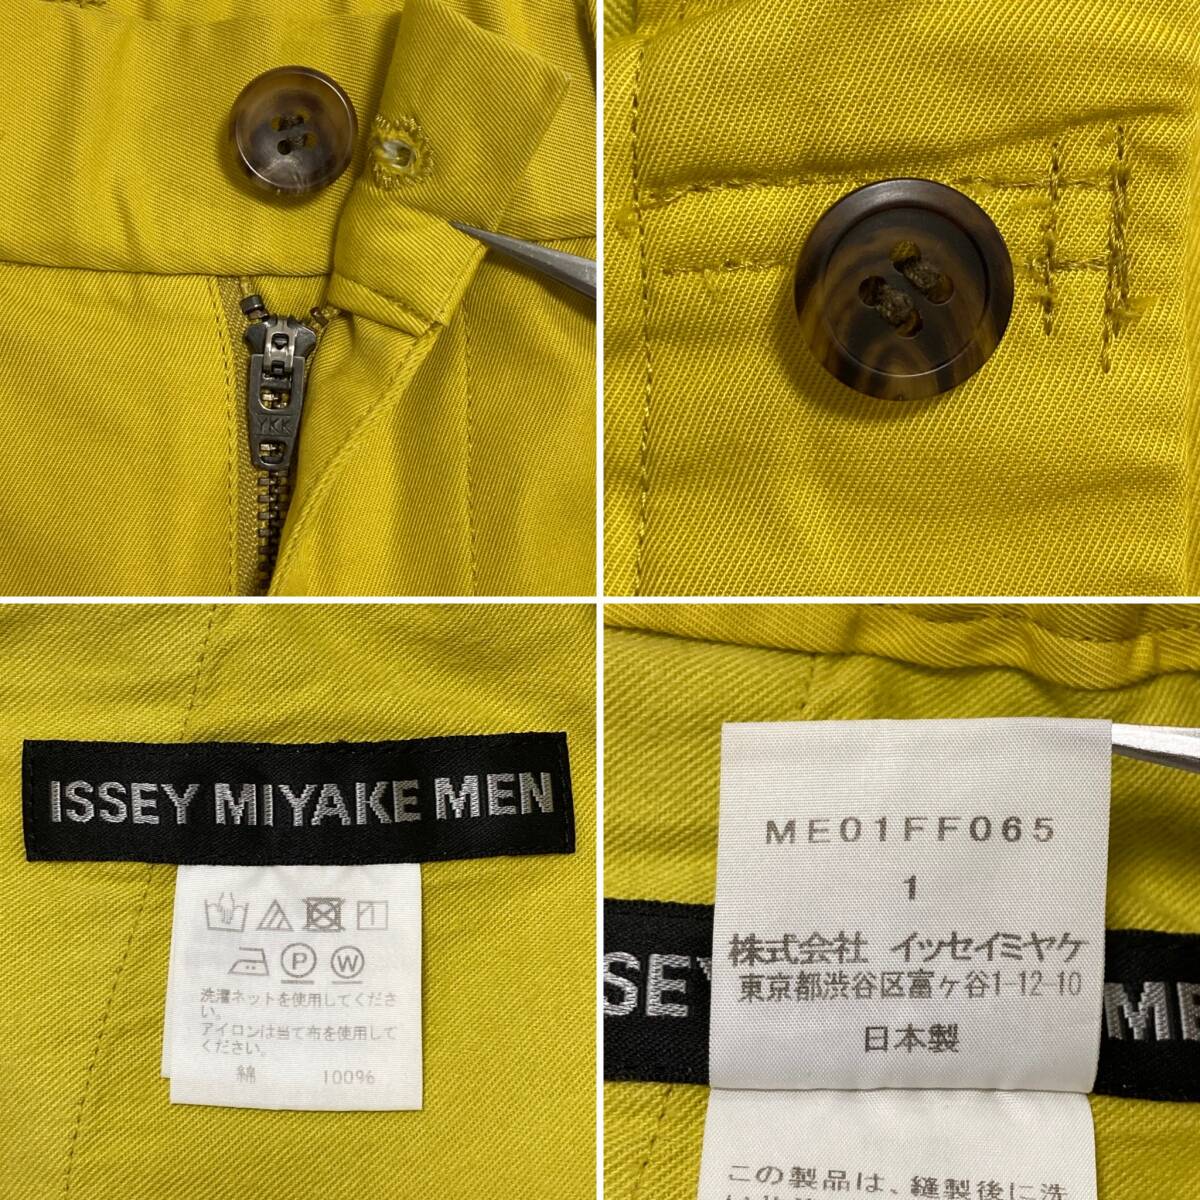 YKK
ISSEY MIYAKE MEN
P W
洗濯ネットを使用してくださ
い。
アイロンは当て布を使用して
ください。
綿 100%
ME01FF065
1
株式会社 イッセイミヤケ
東京都渋谷区富ケ谷1-12-10
日本製
SEY MEN
この製品は、縫製後に洗